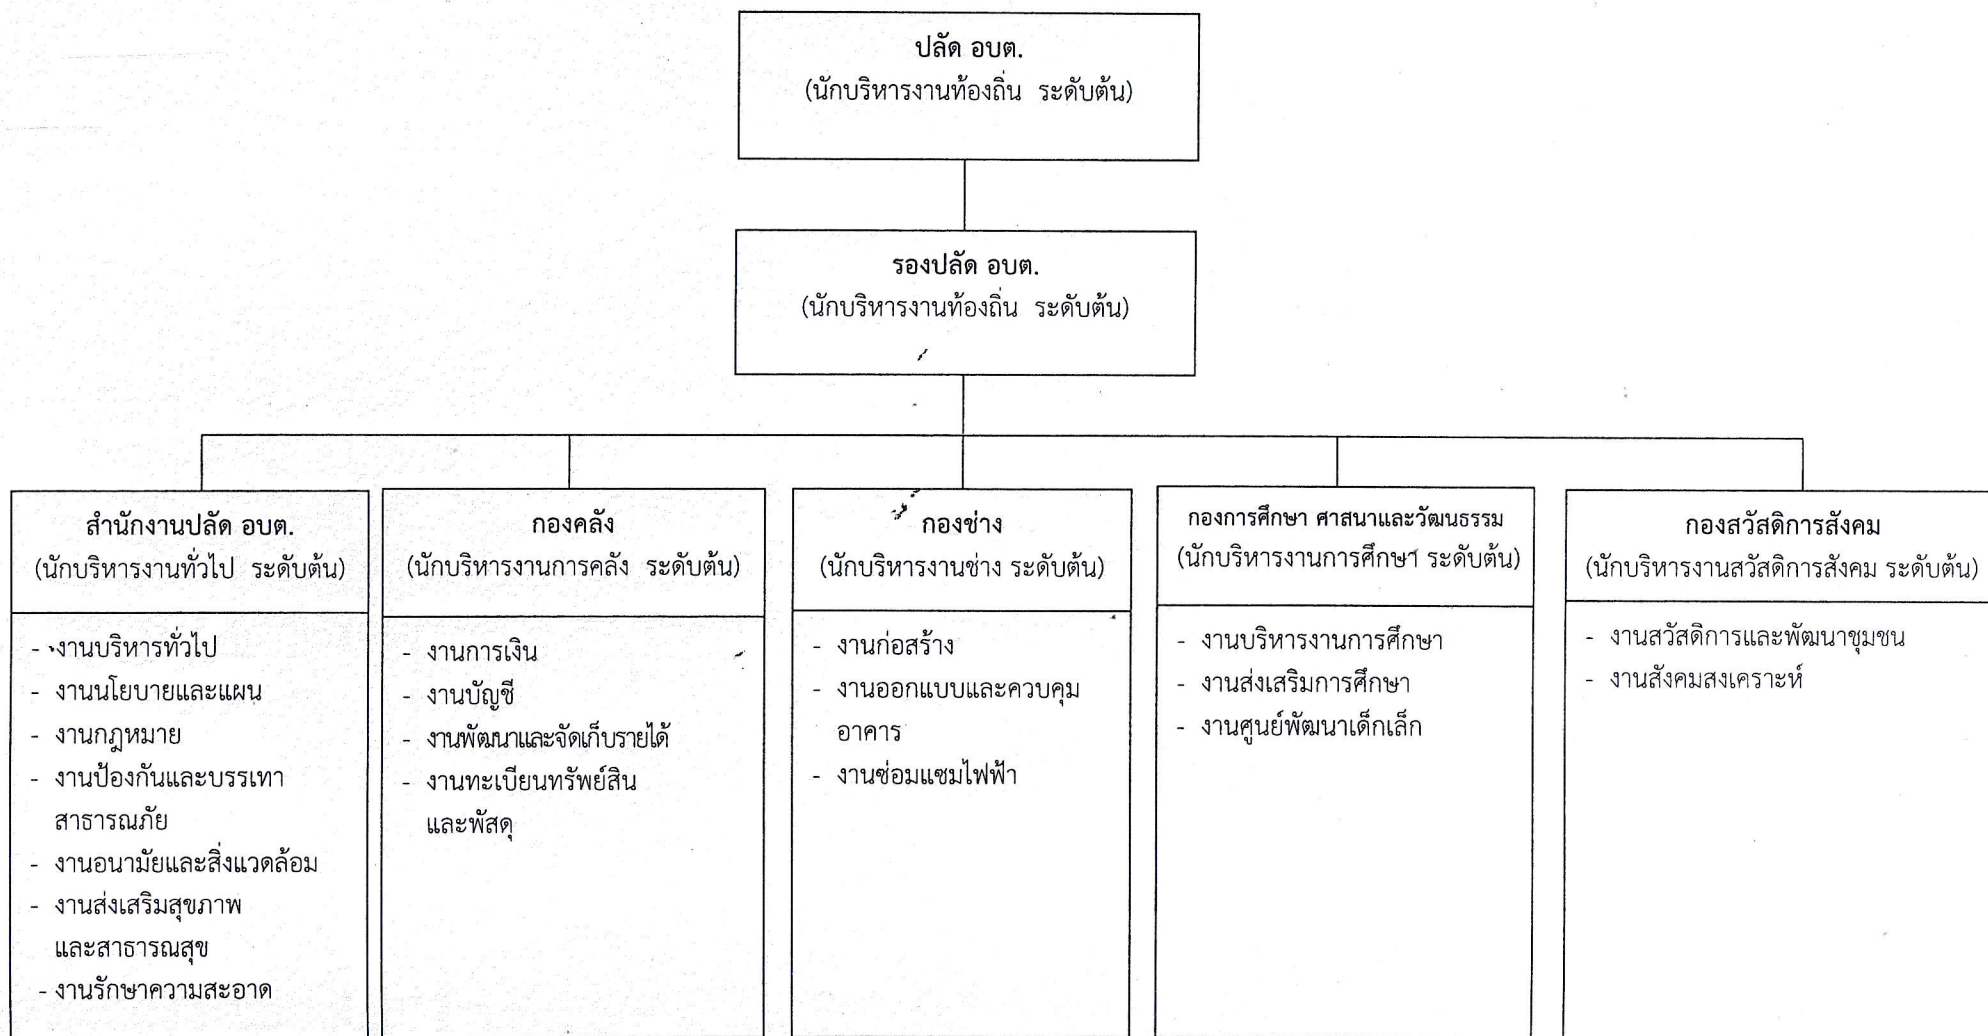 ปลัด อบต.
(นักบริหารงานท้องถิ่น ระดับต้น)
รองปลัด อบต.
(นักบริหารงานท้องถิ่น ระดับต้น)
สำนักงานปลัด อบต.
(นักบริหารงานทั่วไป ระดับต้น)
- งานบริหารทั่วไป
- งานนโยบายและแผน
- งานกฎหมาย
- งานป้องกันและบรรเทา
สาธารณภัย
- งานอนามัยและสิ่งแวดล้อม
- งานส่งเสริมสุขภาพ
และสาธารณสุข
- งานรักษาความสะอาด
กองคลัง
(นักบริหารงานการคลัง ระดับต้น)
- งานการเงิน
- งานบัญชี
- งานพัฒนาและจัดเก็บรายได้
- งานทะเบียนทรัพย์สิน
และพัสดุ
กองช่าง
(นักบริหารงานช่าง ระดับต้น)
- งานก่อสร้าง
- งานออกแบบและควบคุม
อาคาร
- งานซ่อมแซมไฟฟ้า
กองการศึกษา ศาสนาและวัฒนธรรม
(นักบริหารงานการศึกษา ระดับต้น)
- งานบริหารงานการศึกษา
- งานส่งเสริมการศึกษา
- งานศูนย์พัฒนาเด็กเล็ก
กองสวัสดิการสังคม
(นักบริหารงานสวัสดิการสังคม ระดับต้น)
- งานสวัสดิการและพัฒนาชุมชน
- งานสังคมสงเคราะห์